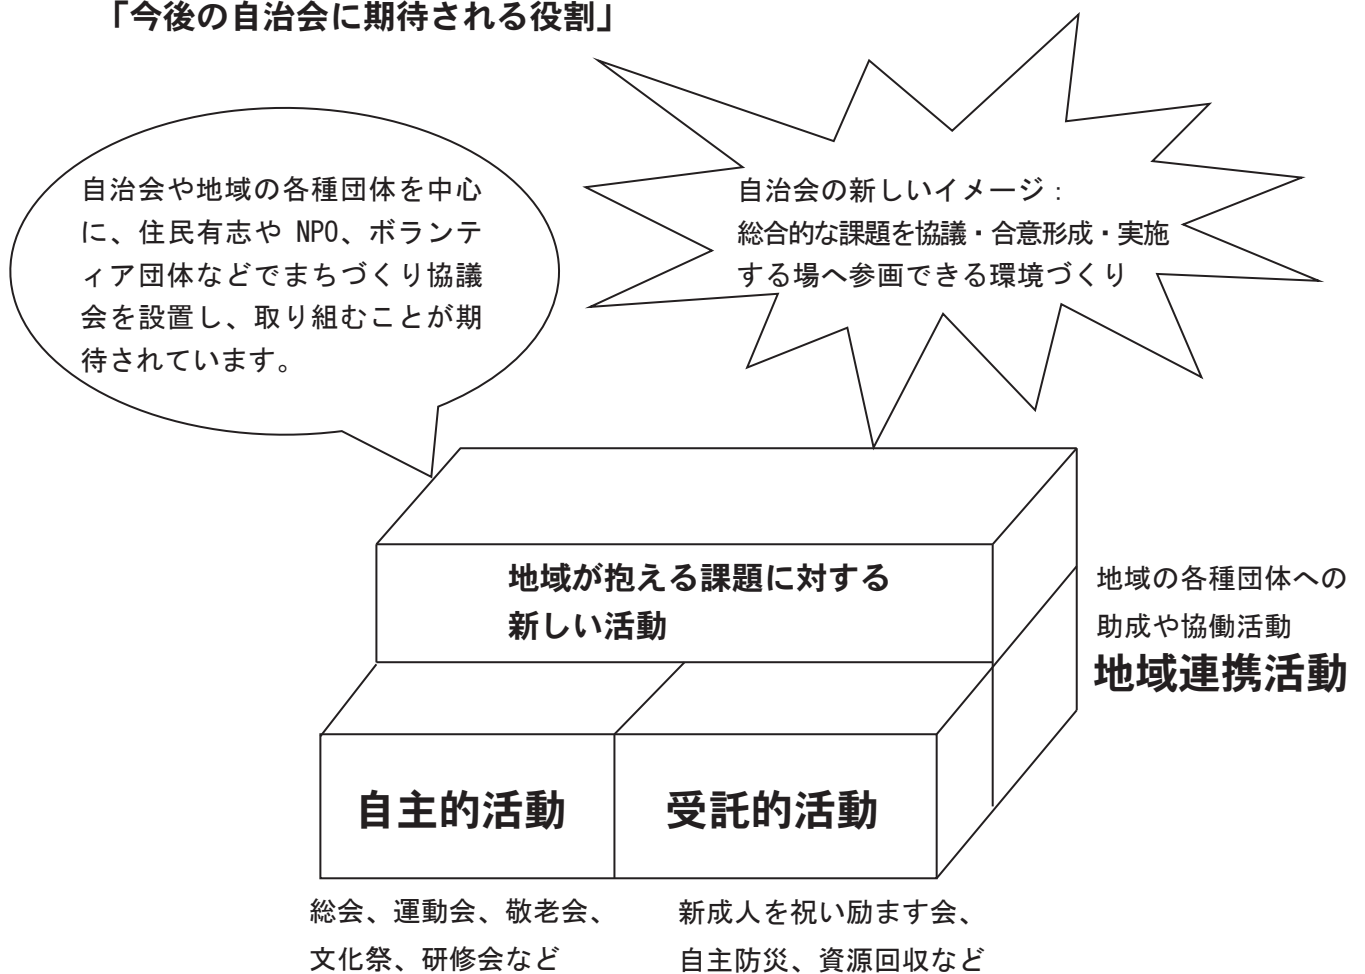 「今後の自治会に期待される役割」
自治会や地域の各種団体を中心
に、住民有志や NPO、ボランテ
ィア団体などでまちづくり協議
会を設置し、取り組むことが期
待されています。
自治会の新しいイメージ：
総合的な課題を協議・合意形成・実施
する場へ参画できる環境づくり
地域が抱える課題に対する
新しい活動
地域の各種団体への
助成や協働活動
地域連携活動
自主的活動
受託的活動
総会、運動会、敬老会、
文化祭、研修会など
新成人を祝い励ます会、
自主防災、資源回収など